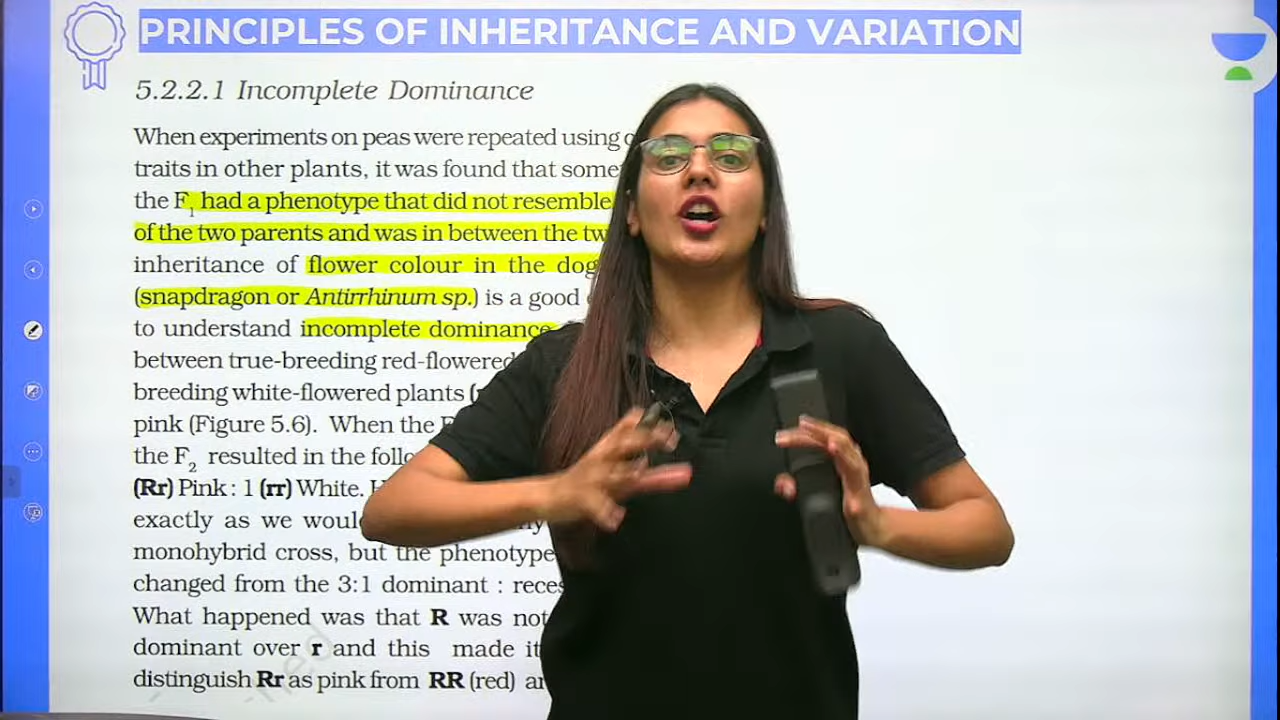 PRINCIPLES OF INHERITANCE AND VARIATION
5.2.2.1 Incomplete Dominance
When experiments on peas were repeated using
traits in other plants, it was found that some
the F1 had a phenotype that did not resemble
of the two parents and was in between the tw
inheritance of flower colour in the dog
(snapdragon or Antirrhinum sp.) is a good
to understand incomplete dominance
between true-breeding red-flowered
breeding white-flowered plants (
pink (Figure 5.6). When the F
the F2 resulted in the follo
(Rr) Pink : 1 (rr) White. H
exactly as we woul
monohybrid cross, but the phenotype
changed from the 3:1 dominant : reces
What happened was that R was not
dominant over r and this made it
distinguish Rr as pink from RR (red) an